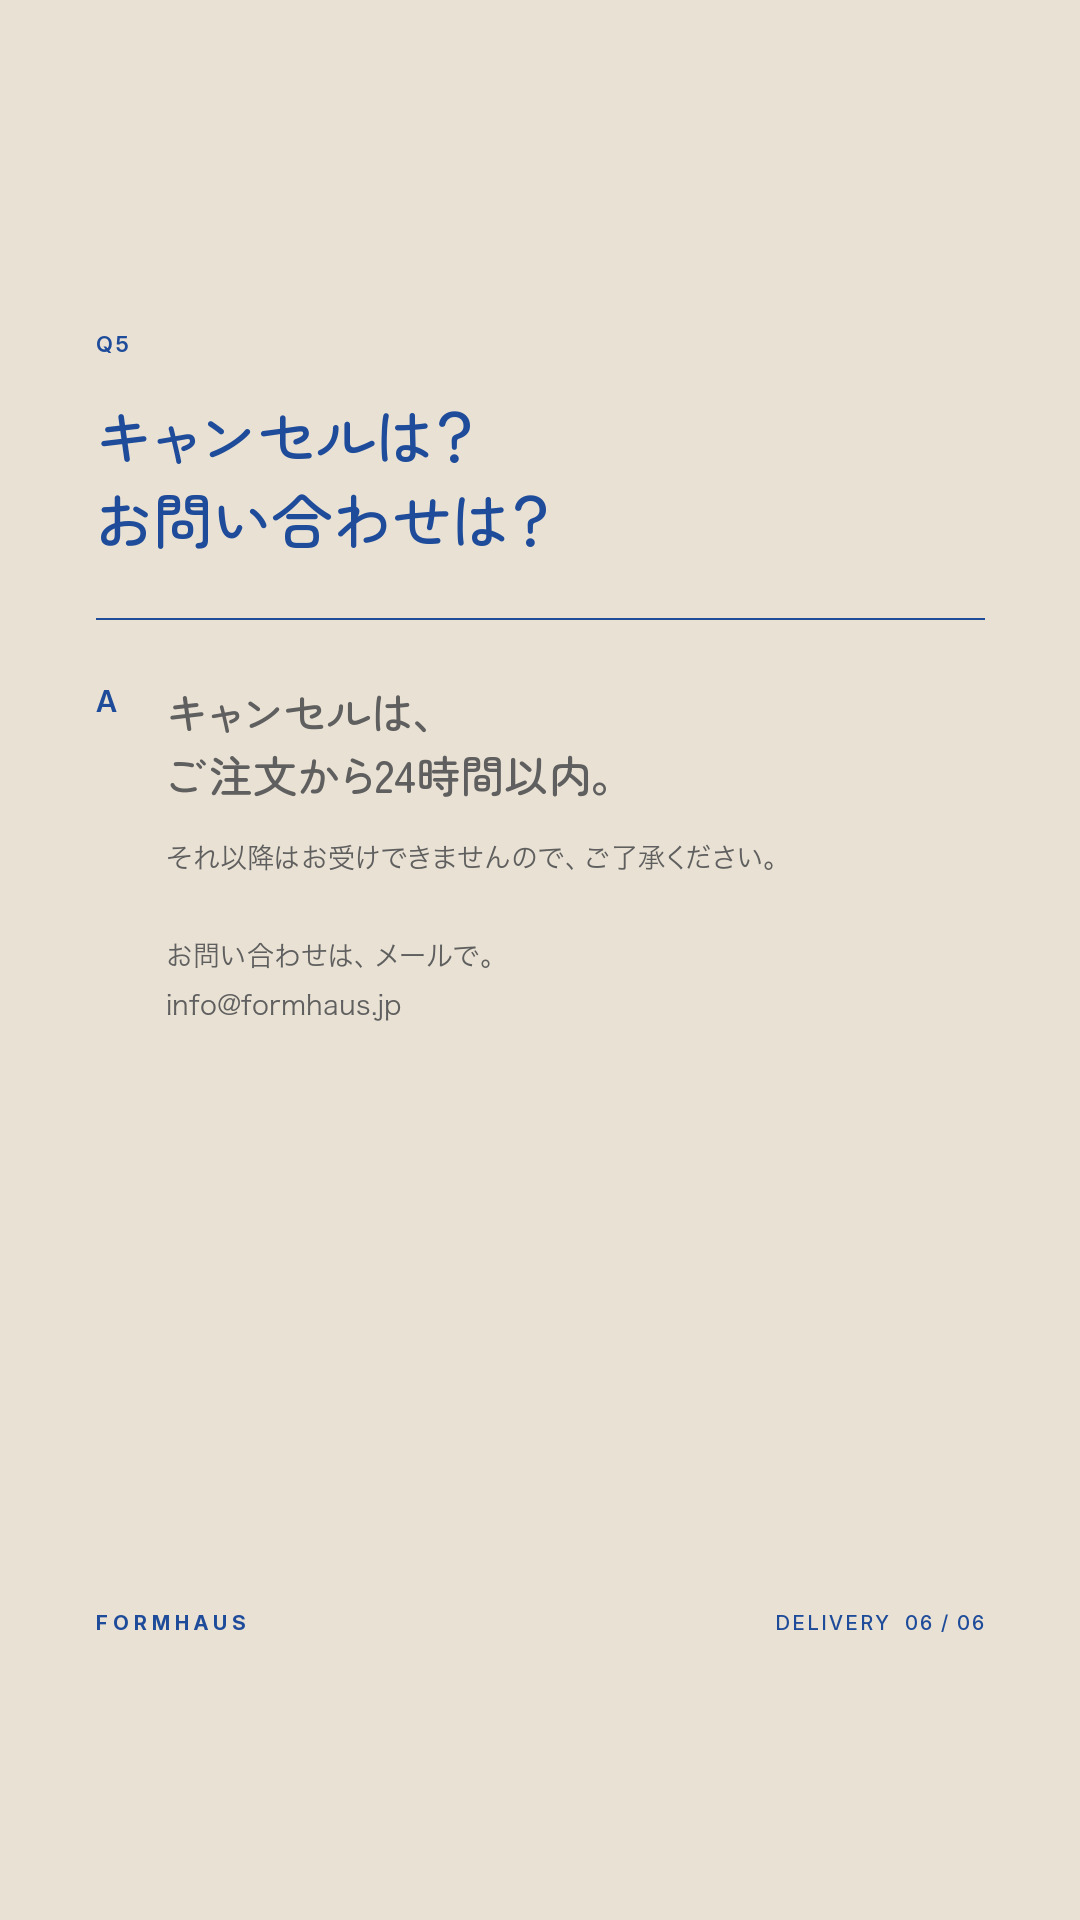 Q5
キャンセルは？
お問い合わせは？
A
キャンセルは、
ご注文から24時間以内。
それ以降はお受けできませんので、ご了承ください。
お問い合わせは、メールで。
info@formhaus.jp
FORMHAUS
DELIVERY 06 / 06